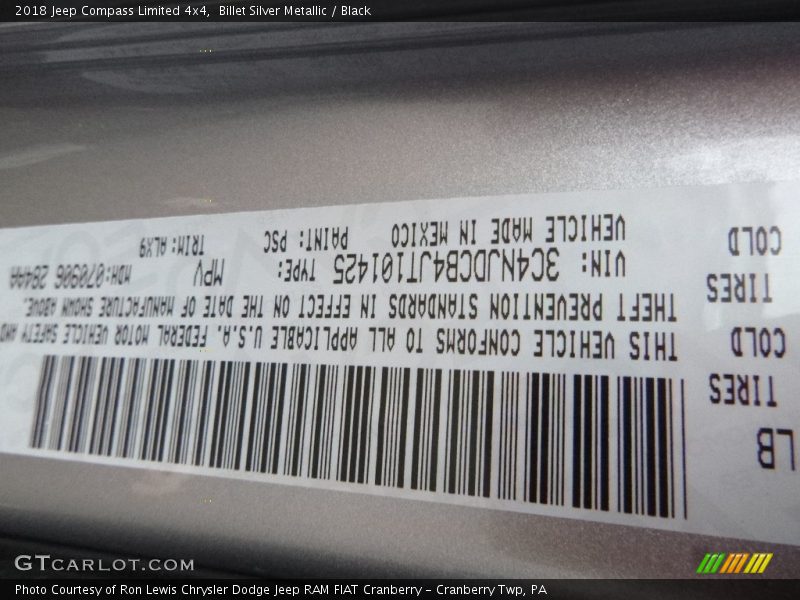 2018 Jeep Compass Limited 4x4, Billet Silver Metallic / Black
LB
TIRES
COLD
TIRES
COLD
THIS VEHICLE CONFORMS TO ALL APPLICABLE U.S.A. FEDERAL MOTOR VEHICLE SAFETY AND
THEFT PREVENTION STANDARDS IN EFFECT ON THE DATE OF MANUFACTURE SHOWN ABOVE.
VIN: 3C4NJDCB4JT101425 TYPE: MPV MDH:070906 284AA
VEHICLE MADE IN MEXICO PAINT: PSC TRIM:ALX9
GTCARLOT.COM
Photo Courtesy of Ron Lewis Chrysler Dodge Jeep RAM FIAT Cranberry – Cranberry Twp, PA